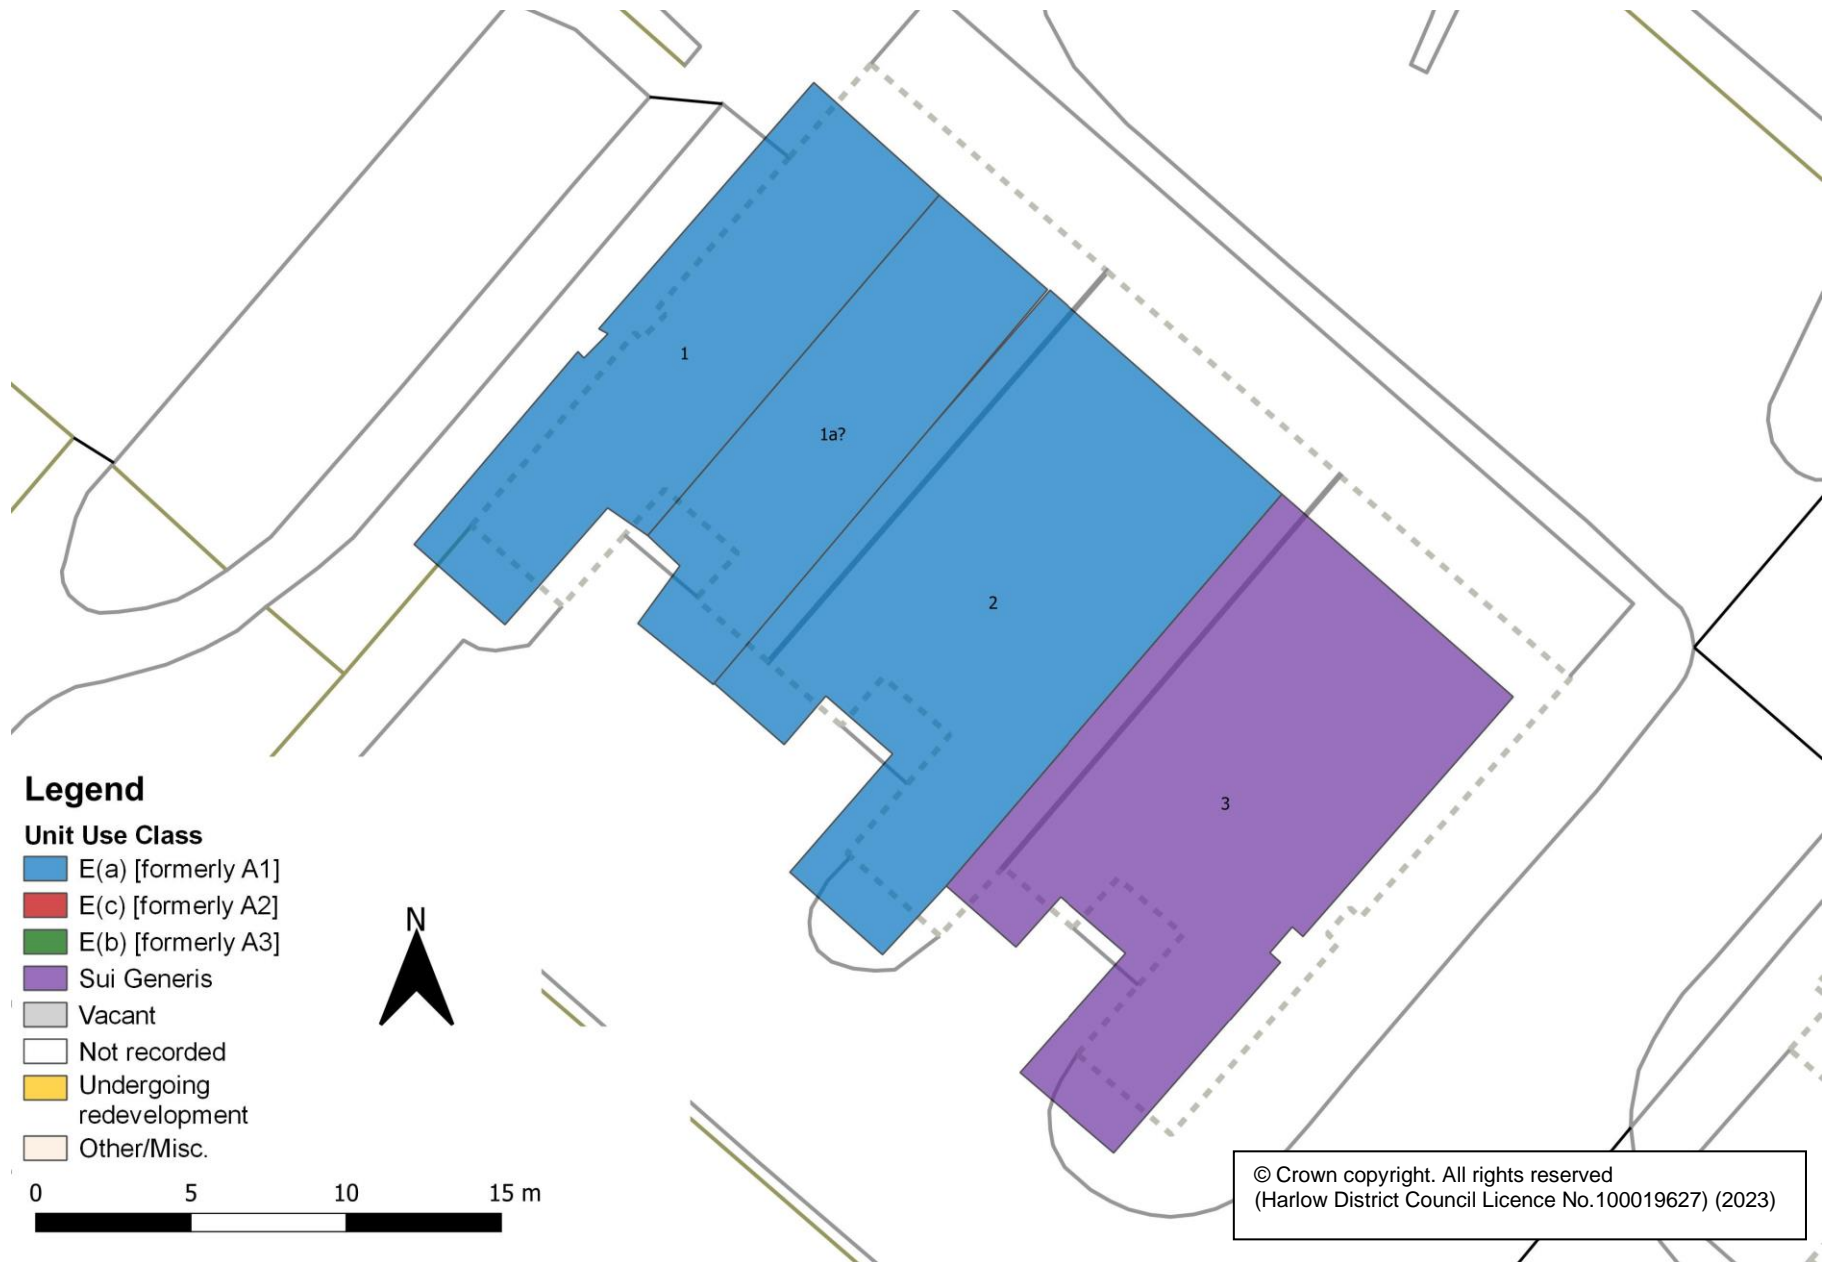 1
1a?
2
3
Legend
Unit Use Class
E(a) [formerly A1]
E(c) [formerly A2]
E(b) [formerly A3]
Sui Generis
Vacant
Not recorded
Undergoing
redevelopment
Other/Misc.
N
0 5 10 15 m
© Crown copyright. All rights reserved
(Harlow District Council Licence No.100019627) (2023)